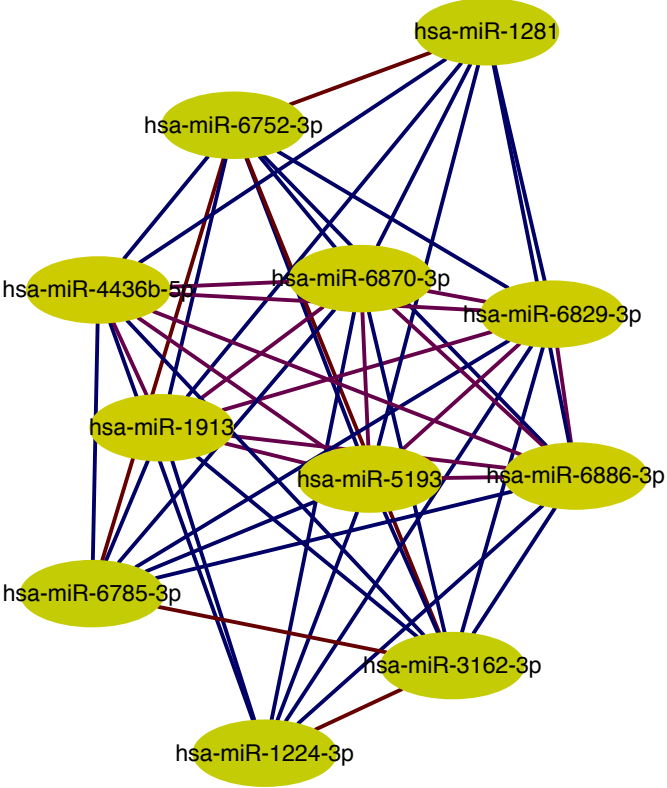 hsa-miR-1281
hsa-miR-6752-3p
hsa-miR-6870-3p
hsa-miR-4436b-5p
hsa-miR-6829-3p
hsa-miR-1913
hsa-miR-5193
hsa-miR-6886-3p
hsa-miR-6785-3p
hsa-miR-3162-3p
hsa-miR-1224-3p